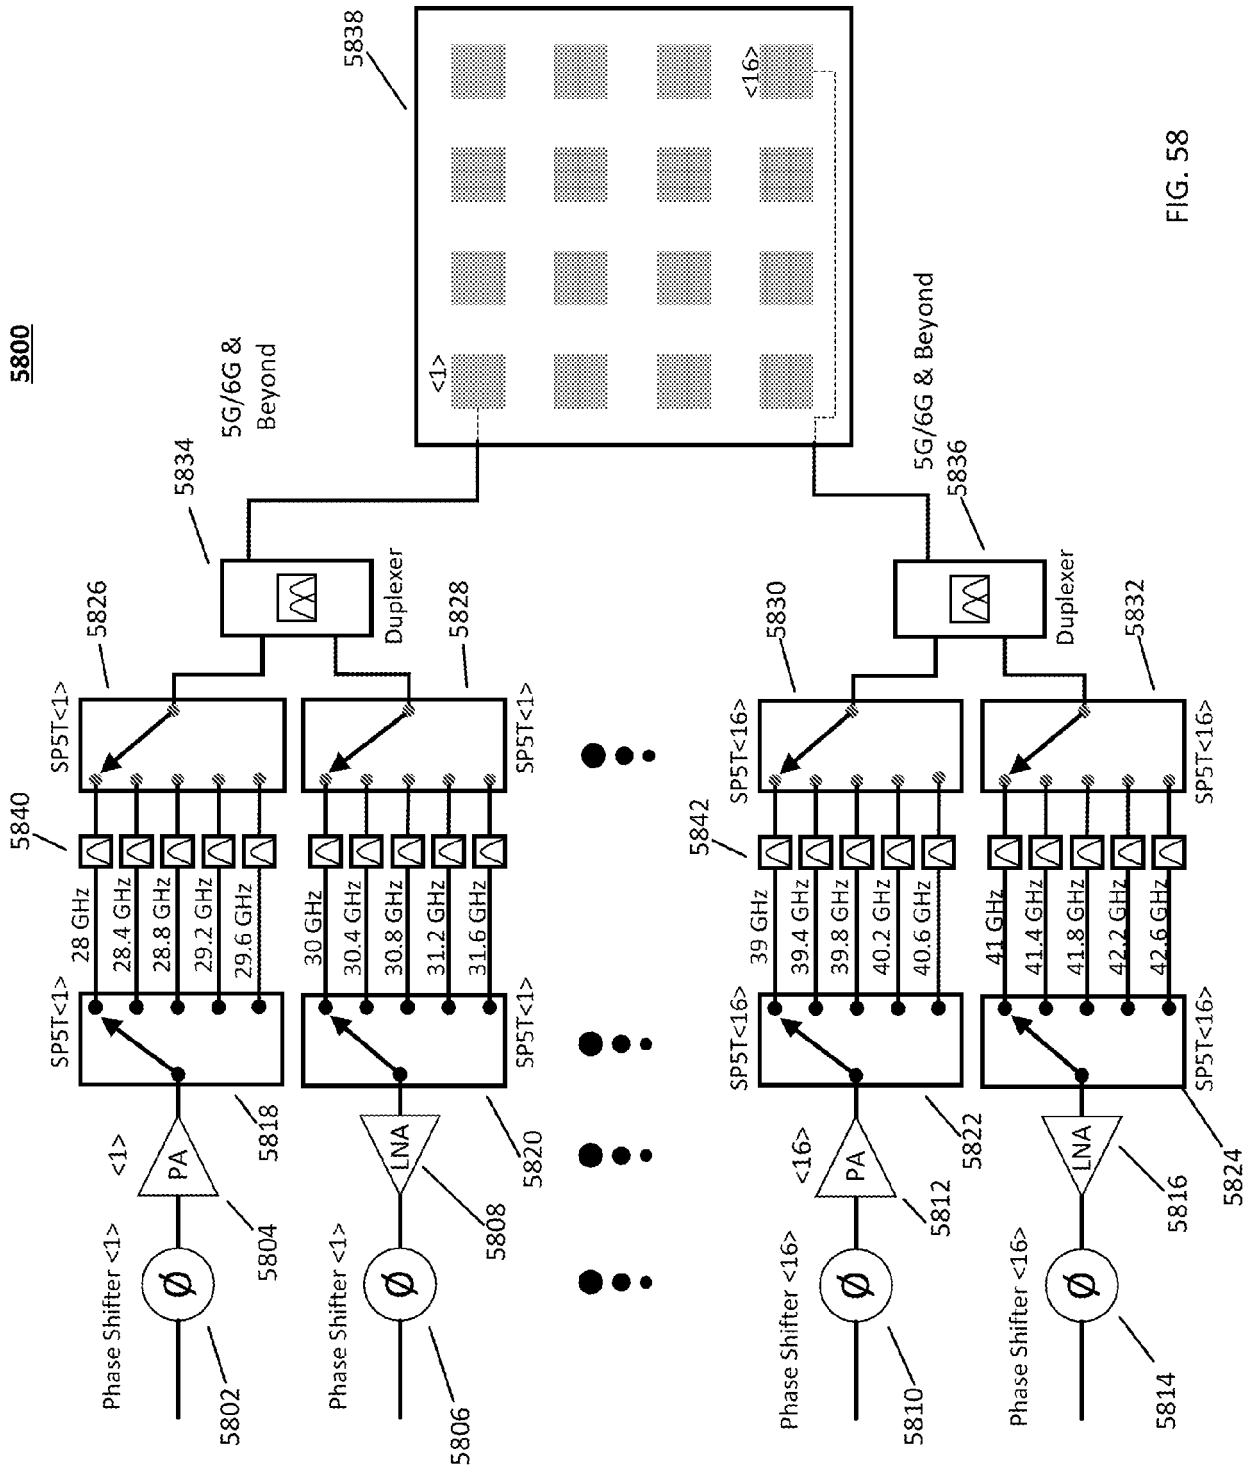 5800
Phase Shifter <1>
5802
<1>
PA
5804
SP5T<1>
5818
28 GHz
28.4 GHz
28.8 GHz
29.2 GHz
29.6 GHz
5840
SP5T<1>
5826
Phase Shifter <1>
5806
LNA
5808
SP5T<1>
5820
30 GHz
30.4 GHz
30.8 GHz
31.2 GHz
31.6 GHz
SP5T<1>
5828
Duplexer
5834
5G/6G &
Beyond
5838
<1>
<16>
Phase Shifter <16>
5810
<16>
PA
5812
SP5T<16>
5822
39 GHz
39.4 GHz
39.8 GHz
40.2 GHz
40.6 GHz
5842
SP5T<16>
5830
Phase Shifter <16>
5814
LNA
5816
SP5T<16>
5824
41 GHz
41.4 GHz
41.8 GHz
42.2 GHz
42.6 GHz
SP5T<16>
5832
Duplexer
5836
5G/6G & Beyond
FIG. 58